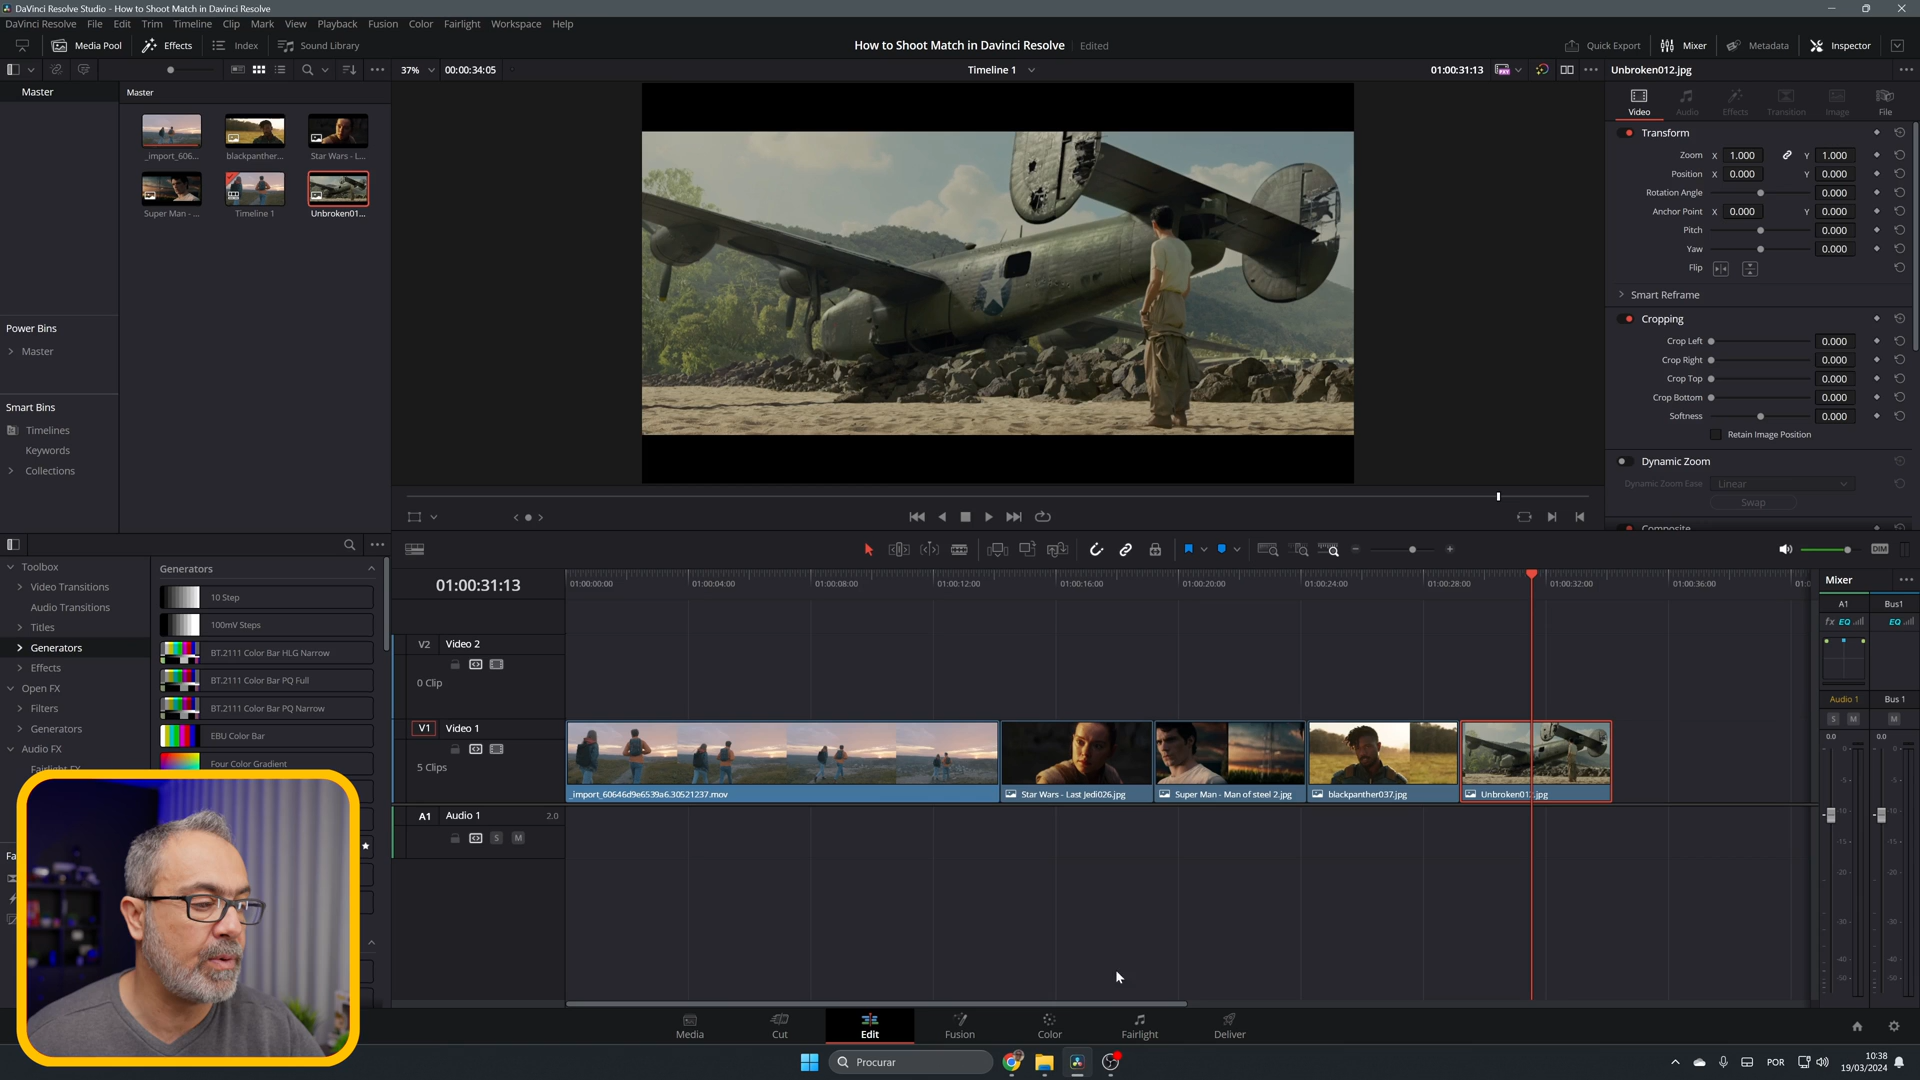 DaVinci Resolve Studio - How to Shoot Match in Davinci Resolve
DaVinci Resolve File Edit Trim Timeline Clip Mark View Playback Fusion Color Fairlight Workspace Help
Media Pool Effects Index Sound Library
How to Shoot Match in Davinci Resolve Edited
Quick Export Mixer Metadata Inspector
37% 00:00:34:05 Timeline 1 01:00:31:13 Unbroken012.jpg
Master Master
_import_606... blackpanther... Star Wars - L...
Super Man - ... Timeline 1 Unbroken01...
Power Bins
Master
Smart Bins
Timelines
Keywords
Collections
Video Audio Effects Transition Image File
Transform
Zoom X 1.000 Y 1.000
Position X 0.000 Y 0.000
Rotation Angle 0.000
Anchor Point X 0.000 Y 0.000
Pitch 0.000
Yaw 0.000
Flip
Smart Reframe
Cropping
Crop Left 0.000
Crop Right 0.000
Crop Top 0.000
Crop Bottom 0.000
Softness 0.000
Retain Image Position
Dynamic Zoom
Dynamic Zoom Ease Linear
Swap
Composite
DIM
Toolbox
Video Transitions
Audio Transitions
Titles
Generators
Effects
Open FX
Filters
Generators
Audio FX
Fairlight FX
Generators
10 Step
100mV Steps
BT.2111 Color Bar HLG Narrow
BT.2111 Color Bar PQ Full
BT.2111 Color Bar PQ Narrow
EBU Color Bar
Four Color Gradient
Fa
01:00:31:13
01:00:00:00 01:00:04:00 01:00:08:00 01:00:12:00 01:00:16:00 01:00:20:00 01:00:24:00 01:00:28:00 01:00:32:00 01:00:36:00
V2 Video 2
0 Clip
V1 Video 1
5 Clips
_import_60646d9e6539a6.30521237.mov
Star Wars - Last Jedi026.jpg
Super Man - Man of steel 2.jpg
blackpanther037.jpg
Unbroken012.jpg
A1 Audio 1 2.0
S M
Mixer
A1 Bus1
fx EQ EQ
Audio 1 Bus 1
S M M
0.0 0.0
Media Cut Edit Fusion Color Fairlight Deliver
Procurar
POR
10:38
19/03/2024